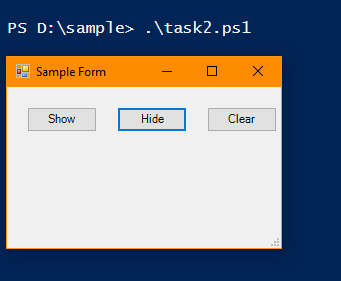 PS D:\sample> .\task2.ps1
Sample Form
Show Hide Clear